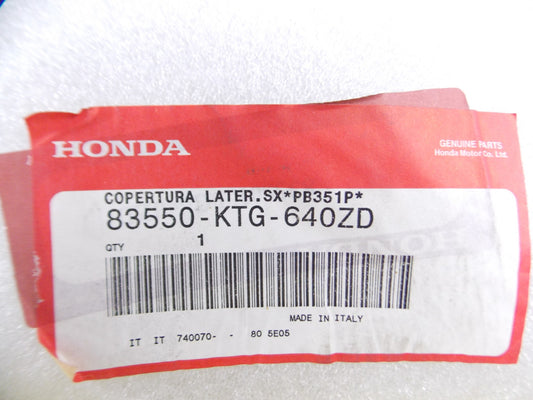 HONDA
GENUINE PARTS
Honda Motor Co., Ltd.
COPERTURA LATER.SX*PB351P*
83550-KTG-640ZD
QTY 1
MADE IN ITALY
IT IT 740070- - 80 5E05
HONDA